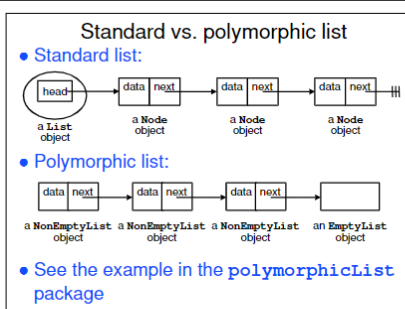 Standard vs. polymorphic list
● Standard list:
head
data next
data next
data next
a List
object
a Node
object
a Node
object
a Node
object
● Polymorphic list:
data next
data next
data next
a NonEmptyList
object
a NonEmptyList
object
a NonEmptyList
object
an EmptyList
object
● See the example in the polymorphicList
package